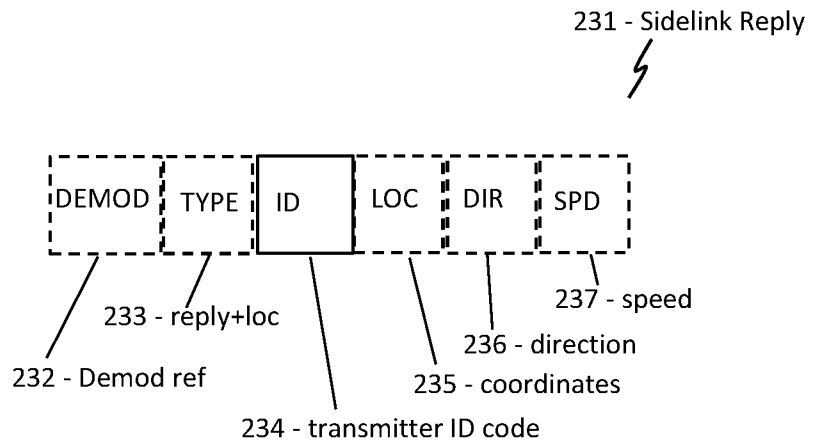 231 - Sidelink Reply
DEMOD TYPE ID LOC DIR SPD
237 - speed
233 - reply+loc
236 - direction
232 - Demod ref
235 - coordinates
234 - transmitter ID code